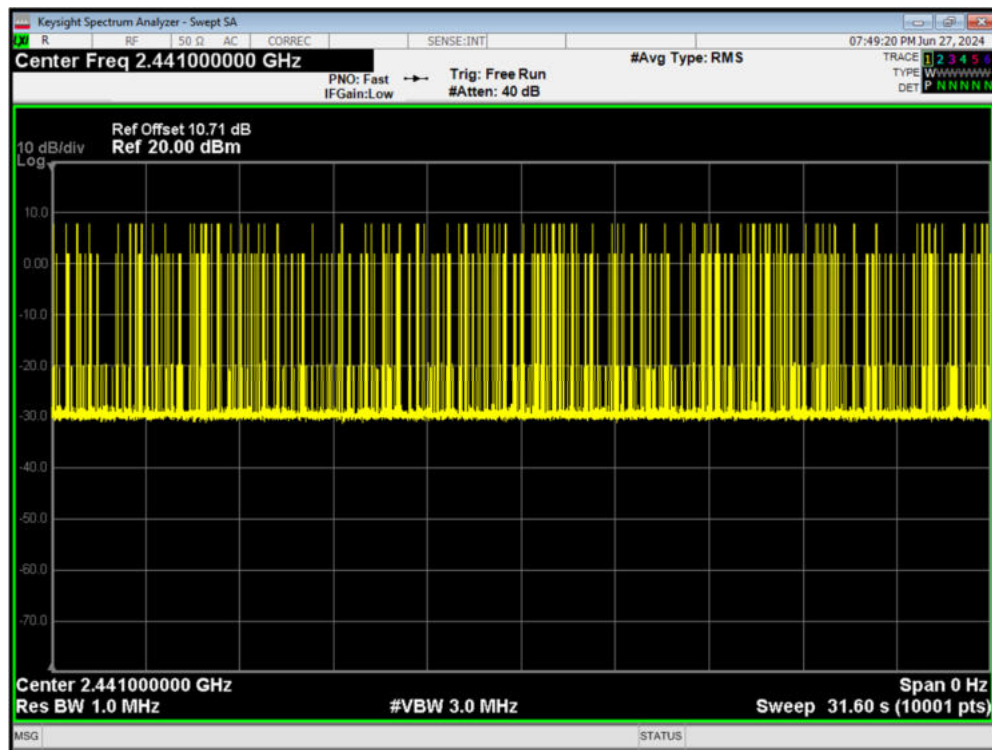 Keysight Spectrum Analyzer - Swept SA
R RF 50 Ω AC CORREC SENSE:INT 07:49:20 PM Jun 27, 2024
Center Freq 2.441000000 GHz #Avg Type: RMS TRACE 1 2 3 4 5 6
PNO: Fast Trig: Free Run TYPE WWWWWW
IFGain:Low #Atten: 40 dB DET P N N N N N
Ref Offset 10.71 dB
10 dB/div Ref 20.00 dBm
Log
10.0
0.00
-10.0
-20.0
-30.0
-40.0
-50.0
-60.0
-70.0
Center 2.441000000 GHz Span 0 Hz
Res BW 1.0 MHz #VBW 3.0 MHz Sweep 31.60 s (10001 pts)
MSG STATUS